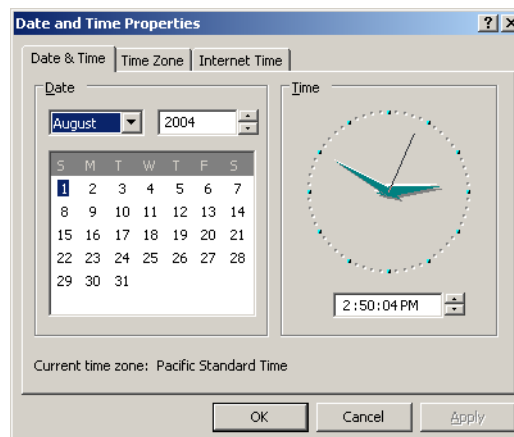 Date and Time Properties
Date & Time Time Zone Internet Time
Date
August 2004
S M T W T F S
1 2 3 4 5 6 7
8 9 10 11 12 13 14
15 16 17 18 19 20 21
22 23 24 25 26 27 28
29 30 31
Time
2:50:04 PM
Current time zone: Pacific Standard Time
OK Cancel Apply